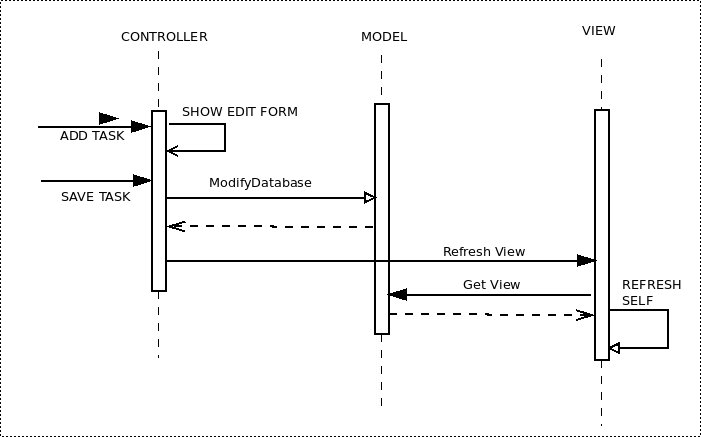 CONTROLLER
MODEL
VIEW
SHOW EDIT FORM
ADD TASK
ModifyDatabase
SAVE TASK
Refresh View
Get View
REFRESH
SELF